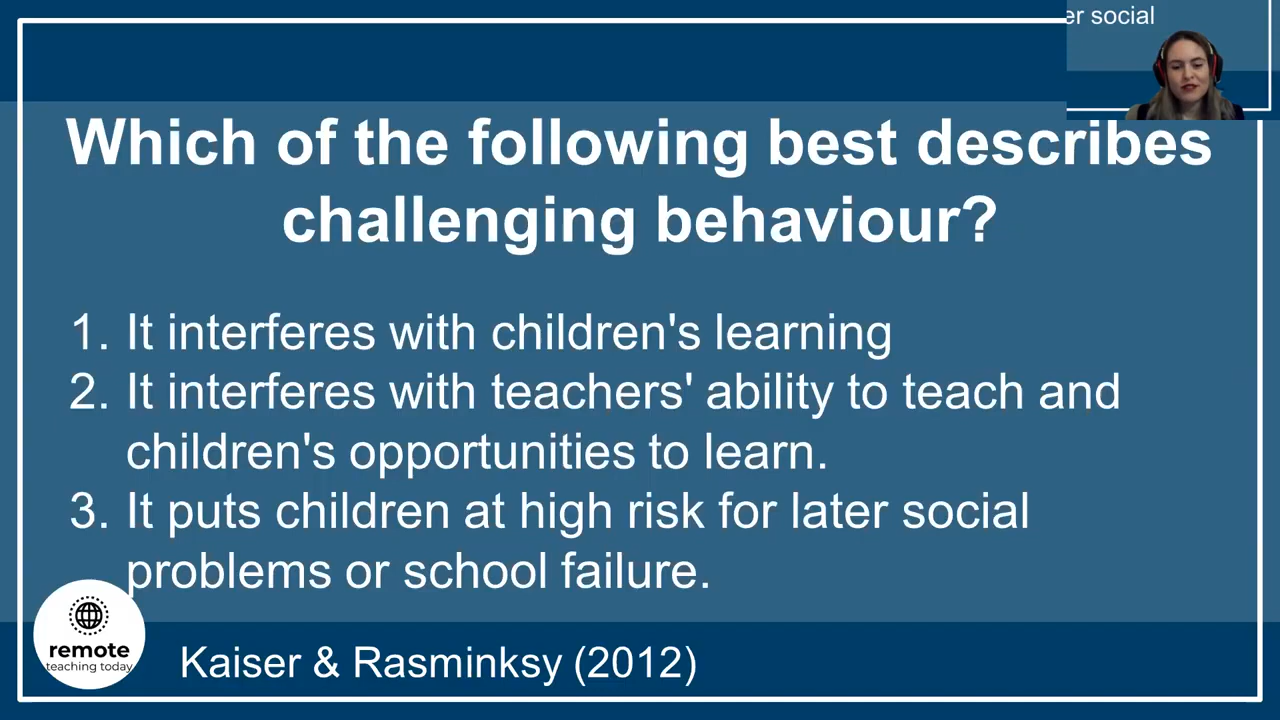 er social
Which of the following best describes
challenging behaviour?
1. It interferes with children's learning
2. It interferes with teachers' ability to teach and
children's opportunities to learn.
3. It puts children at high risk for later social
problems or school failure.
remote
teaching today
Kaiser & Rasminksy (2012)